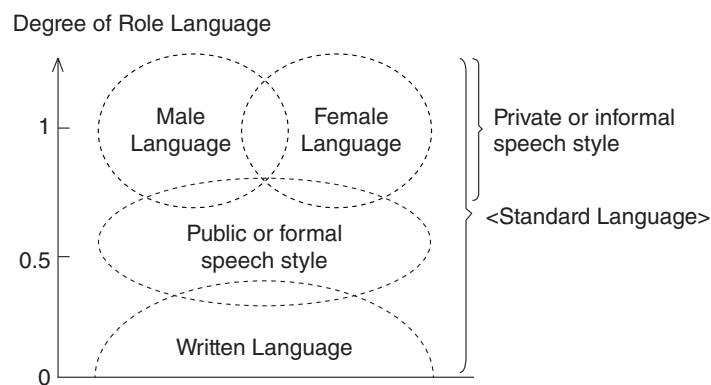 Degree of Role Language
Male
Language
Female
Language
1
Private or informal
speech style
<Standard Language>
Public or formal
speech style
0.5
Written Language
0